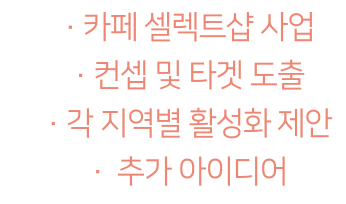 · 카페 셀렉트샵 사업
· 컨셉 및 타겟 도출
· 각 지역별 활성화 제안
· 추가 아이디어